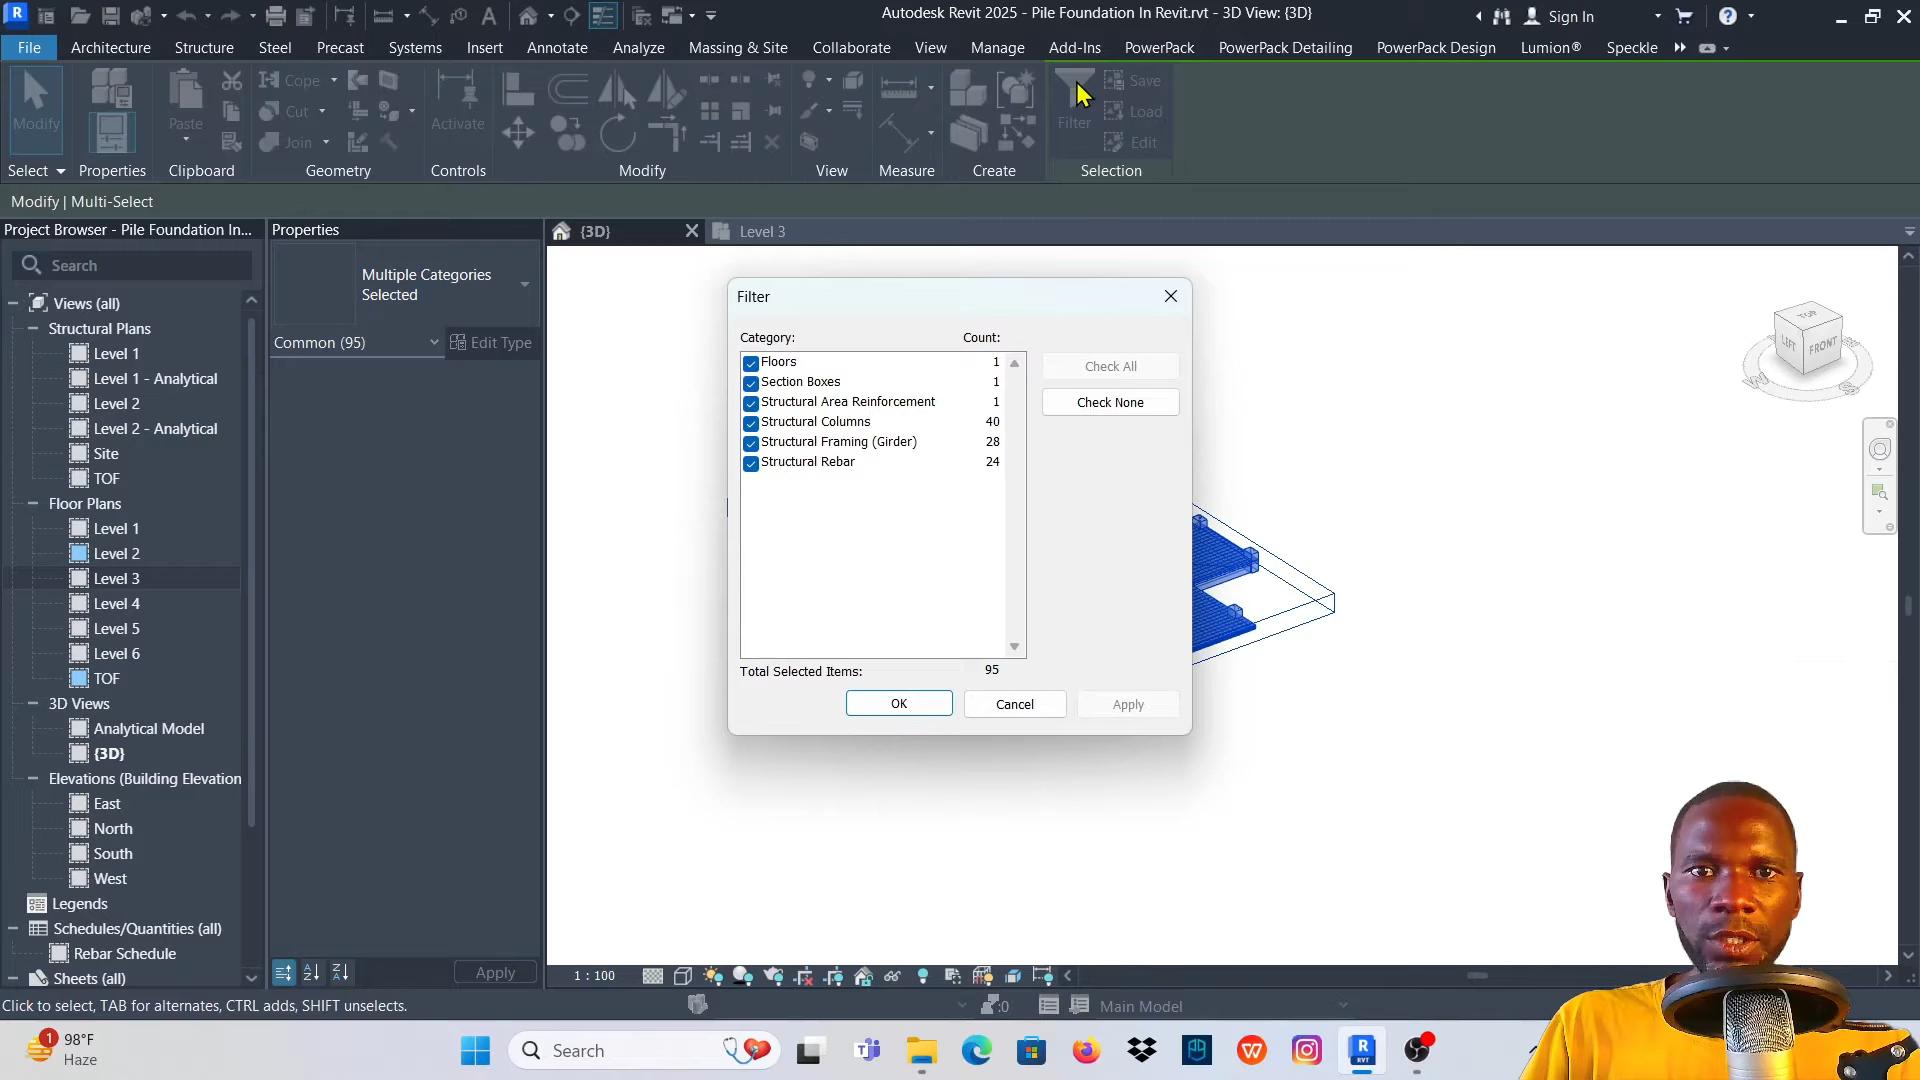 Autodesk Revit 2025 - Pile Foundation In Revit.rvt - 3D View: {3D}
Sign In
File Architecture Structure Steel Precast Systems Insert Annotate Analyze Massing & Site Collaborate View Manage Add-Ins PowerPack PowerPack Detailing PowerPack Design Lumion® Speckle
Modify
Paste
Cope
Cut
Join
Activate
Filter
Save
Load
Edit
Select Properties Clipboard Geometry Controls Modify View Measure Create Selection
Modify | Multi-Select
Project Browser - Pile Foundation In...
Search
Views (all)
Structural Plans
Level 1
Level 1 - Analytical
Level 2
Level 2 - Analytical
Site
TOF
Floor Plans
Level 1
Level 2
Level 3
Level 4
Level 5
Level 6
TOF
3D Views
Analytical Model
{3D}
Elevations (Building Elevation
East
North
South
West
Legends
Schedules/Quantities (all)
Rebar Schedule
Sheets (all)
Properties
Multiple Categories
Selected
Common (95)
Edit Type
Apply
{3D}
Level 3
Filter
Category: Count:
Floors 1
Section Boxes 1
Structural Area Reinforcement 1
Structural Columns 40
Structural Framing (Girder) 28
Structural Rebar 24
Check All
Check None
Total Selected Items: 95
OK Cancel Apply
TOP
LEFT
FRONT
W
S
1 : 100
Click to select, TAB for alternates, CTRL adds, SHIFT unselects.
:0
Main Model
1
98°F
Haze
Search
R
RVT